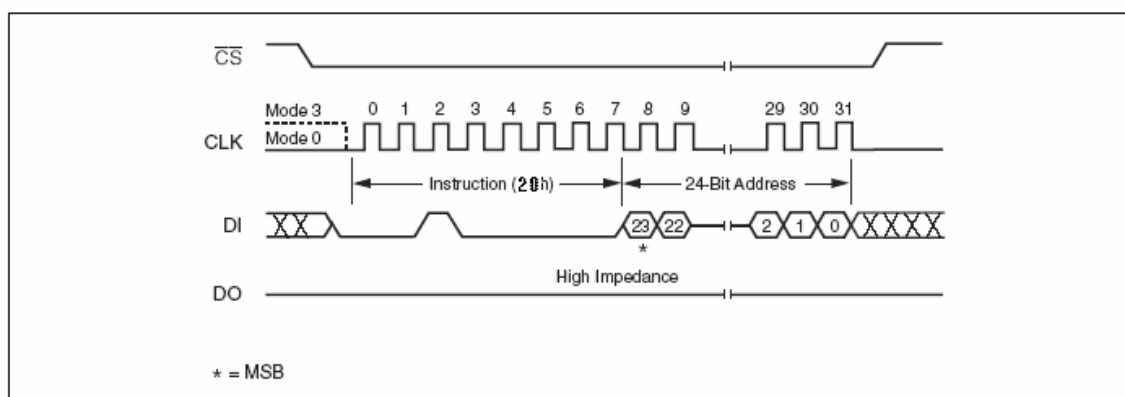 CS
Mode 3 0 1 2 3 4 5 6 7 8 9 29 30 31
CLK Mode 0
Instruction (20h) 24-Bit Address
DI 23 22 2 1 0
*
High Impedance
DO
* = MSB